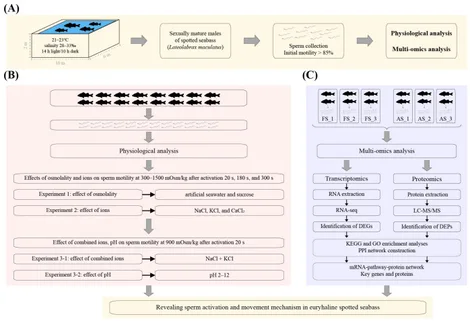 (A)
21~23°C
salinity 28~33‰
14 h light/10 h dark
Sexually mature males
of spotted seabass
(Lateolabrax maculatus)
Sperm collection
Initial motility > 85%
Physiological analysis
Multi-omics analysis
(B)
Physiological analysis
Effects of osmolality and ions on sperm motility at 300–1500 mOsm/kg after activation 20 s, 180 s, and 300 s
Experiment 1: effect of osmolality
artificial seawater and sucrose
Experiment 2: effect of ions
NaCl, KCl, and CaCl₂
Effect of combined ions, pH on sperm motility at 900 mOsm/kg after activation 20 s
Experiment 3-1: effect of combined ions
NaCl + KCl
Experiment 3-2: effect of pH
pH 2–12
(C)
FS_1 FS_2 FS_3 AS_1 AS_2 AS_3
Multi-omics analysis
Transcriptomics
Proteomics
RNA extraction
Protein extraction
RNA-seq
LC-MS/MS
Identification of DEGs
Identification of DEPs
KEGG and GO enrichment analyses
PPI network construction
mRNA-pathway-protein network
Key genes and proteins
Revealing sperm activation and movement mechanism in euryhaline spotted seabass